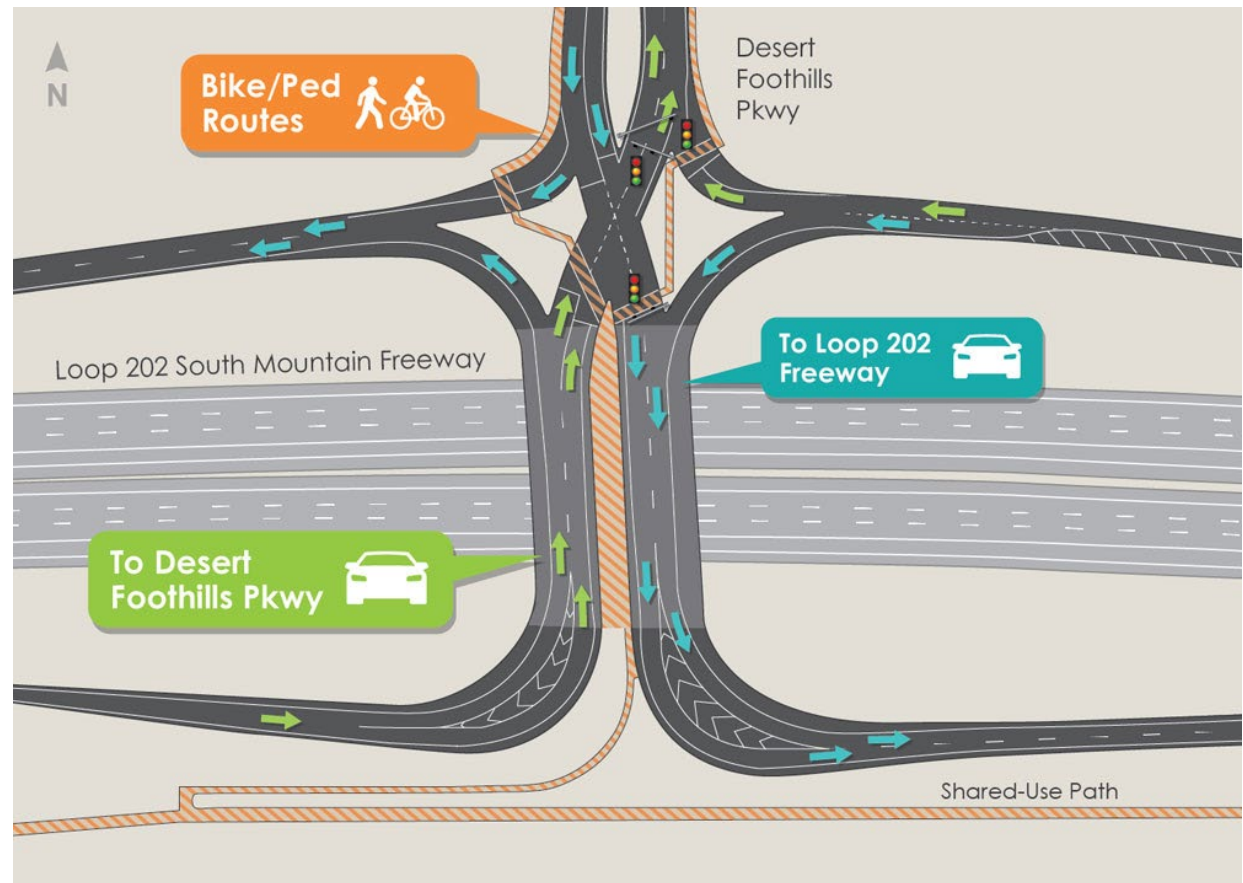 N
Bike/Ped
Routes
Desert
Foothills
Pkwy
Loop 202 South Mountain Freeway
To Loop 202
Freeway
To Desert
Foothills Pkwy
Shared-Use Path